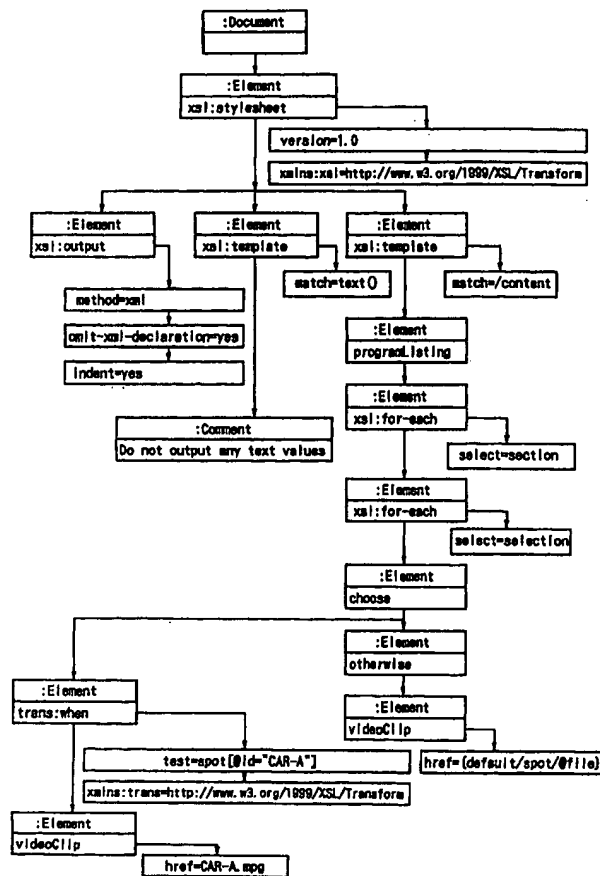 :Document
:Element
xsl:stylesheet
version=1.0
xmlns:xsl=http://www.w3.org/1999/XSL/Transform
:Element
xsl:output
:Element
xsl:template
:Element
xsl:template
method=xml
match=text()
match=/content
omit-xml-declaration=yes
indent=yes
:Element
programListing
:Element
xsl:for-each
:Comment
Do not output any text values
select=section
:Element
xsl:for-each
select=selection
:Element
choose
:Element
otherwise
:Element
trans:when
:Element
videoClip
test=spot[@id="CAR-A"]
href={default/spot/@file}
xmlns:trans=http://www.w3.org/1999/XSL/Transform
:Element
videoClip
href=CAR-A.mpg